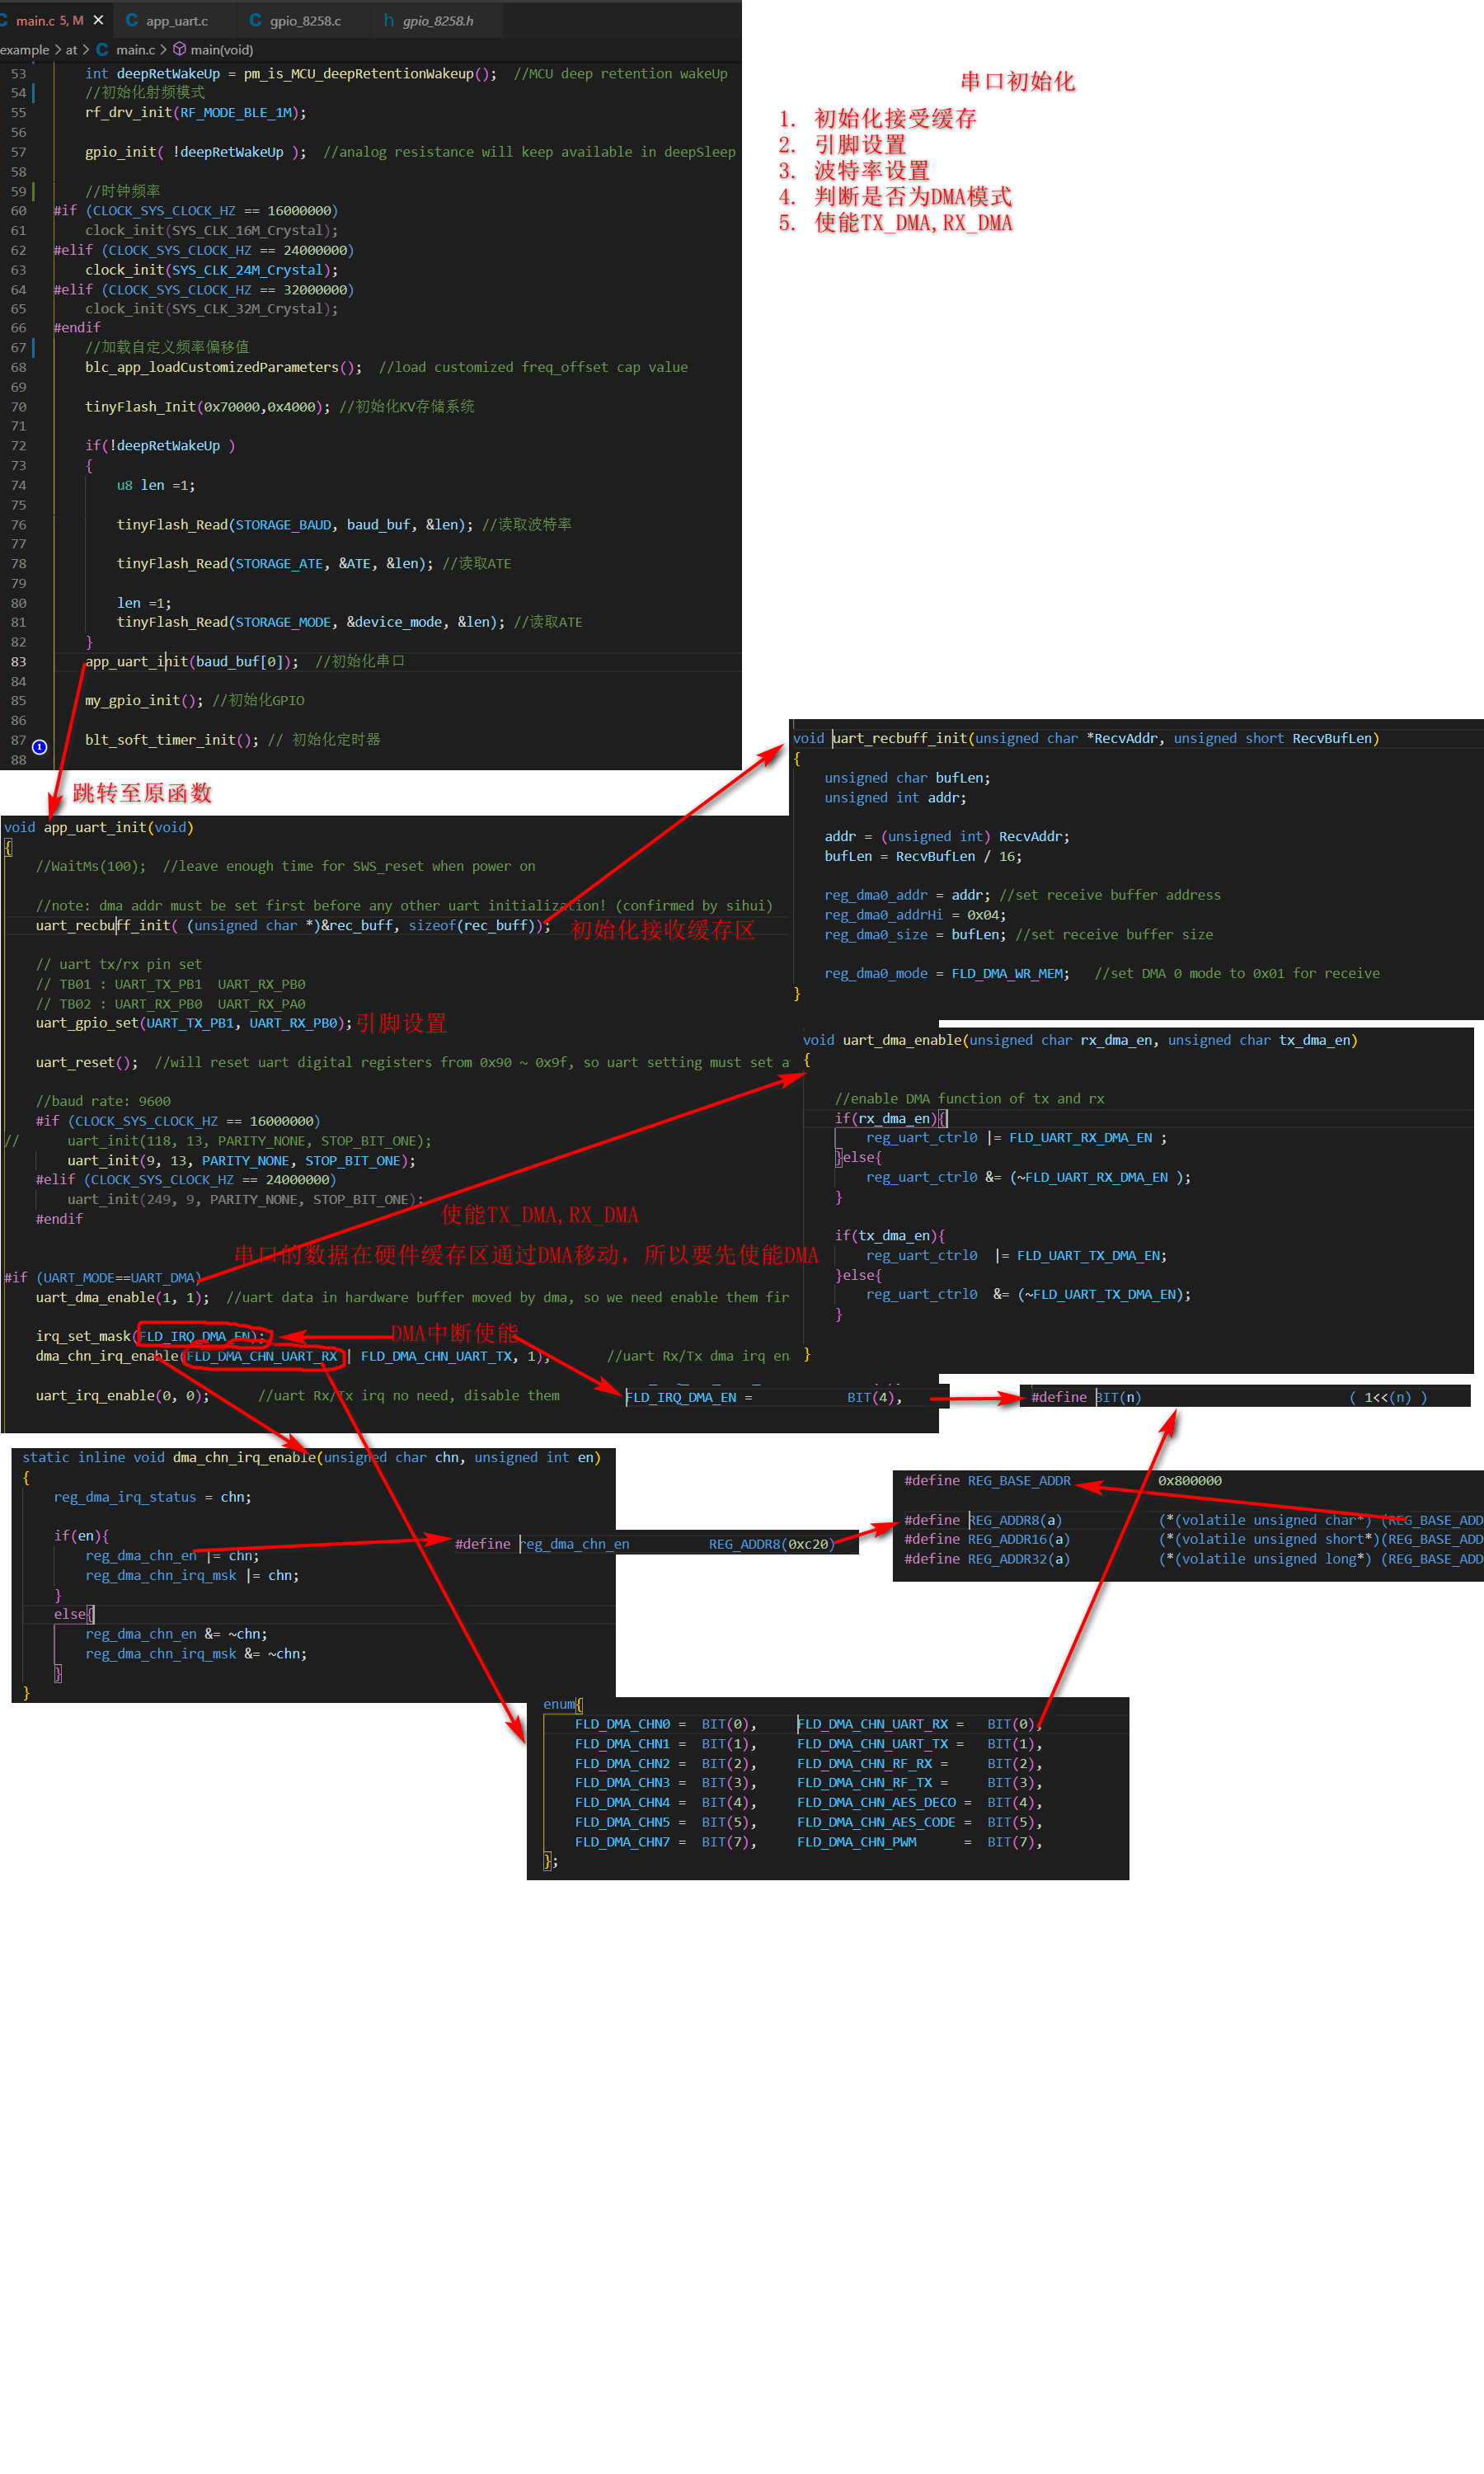 main.c 5, M
app_uart.c
gpio_8258.c
gpio_8258.h
example > at > C main.c > main(void)
53 int deepRetWakeUp = pm_is_MCU_deepRetentionWakeup(); //MCU deep retention wakeUp
54 //初始化射频模式
55 rf_drv_init(RF_MODE_BLE_1M);
56
57 gpio_init( !deepRetWakeUp ); //analog resistance will keep available in deepSleep
58
59 //时钟频率
60 #if (CLOCK_SYS_CLOCK_HZ == 16000000)
61 clock_init(SYS_CLK_16M_Crystal);
62 #elif (CLOCK_SYS_CLOCK_HZ == 24000000)
63 clock_init(SYS_CLK_24M_Crystal);
64 #elif (CLOCK_SYS_CLOCK_HZ == 32000000)
65 clock_init(SYS_CLK_32M_Crystal);
66 #endif
67 //加载自定义频率偏移值
68 blc_app_loadCustomizedParameters(); //load customized freq_offset cap value
69
70 tinyFlash_Init(0x70000,0x4000); //初始化KV存储系统
71
72 if(!deepRetWakeUp )
73 {
74 u8 len =1;
75
76 tinyFlash_Read(STORAGE_BAUD, baud_buf, &len); //读取波特率
77
78 tinyFlash_Read(STORAGE_ATE, &ATE, &len); //读取ATE
79
80 len =1;
81 tinyFlash_Read(STORAGE_MODE, &device_mode, &len); //读取ATE
82 }
83 app_uart_init(baud_buf[0]); //初始化串口
84
85 my_gpio_init(); //初始化GPIO
86
87 blt_soft_timer_init(); // 初始化定时器
88
1
串口初始化
1. 初始化接受缓存
2. 引脚设置
3. 波特率设置
4. 判断是否为DMA模式
5. 使能TX_DMA,RX_DMA
跳转至原函数
void app_uart_init(void)
{
//WaitMs(100); //leave enough time for SWS_reset when power on
//note: dma addr must be set first before any other uart initialization! (confirmed by sihui)
uart_recbuff_init( (unsigned char *)&rec_buff, sizeof(rec_buff));
初始化接收缓存区
// uart tx/rx pin set
// TB01 : UART_TX_PB1 UART_RX_PB0
// TB02 : UART_RX_PB0 UART_RX_PA0
uart_gpio_set(UART_TX_PB1, UART_RX_PB0);
引脚设置
uart_reset(); //will reset uart digital registers from 0x90 ~ 0x9f, so uart setting must set a
//baud rate: 9600
#if (CLOCK_SYS_CLOCK_HZ == 16000000)
// uart_init(118, 13, PARITY_NONE, STOP_BIT_ONE);
uart_init(9, 13, PARITY_NONE, STOP_BIT_ONE);
#elif (CLOCK_SYS_CLOCK_HZ == 24000000)
uart_init(249, 9, PARITY_NONE, STOP_BIT_ONE);
#endif
使能TX_DMA,RX_DMA
串口的数据在硬件缓存区通过DMA移动，所以要先使能DMA
#if (UART_MODE==UART_DMA)
uart_dma_enable(1, 1); //uart data in hardware buffer moved by dma, so we need enable them fir
irq_set_mask(FLD_IRQ_DMA_EN);
DMA中断使能
dma_chn_irq_enable(FLD_DMA_CHN_UART_RX | FLD_DMA_CHN_UART_TX, 1); //uart Rx/Tx dma irq en
uart_irq_enable(0, 0); //uart Rx/Tx irq no need, disable them
void uart_recbuff_init(unsigned char *RecvAddr, unsigned short RecvBufLen)
{
unsigned char bufLen;
unsigned int addr;
addr = (unsigned int) RecvAddr;
bufLen = RecvBufLen / 16;
reg_dma0_addr = addr; //set receive buffer address
reg_dma0_addrHi = 0x04;
reg_dma0_size = bufLen; //set receive buffer size
reg_dma0_mode = FLD_DMA_WR_MEM; //set DMA 0 mode to 0x01 for receive
}
void uart_dma_enable(unsigned char rx_dma_en, unsigned char tx_dma_en)
{
//enable DMA function of tx and rx
if(rx_dma_en){
reg_uart_ctrl0 |= FLD_UART_RX_DMA_EN ;
}else{
reg_uart_ctrl0 &= (~FLD_UART_RX_DMA_EN );
}
if(tx_dma_en){
reg_uart_ctrl0 |= FLD_UART_TX_DMA_EN;
}else{
reg_uart_ctrl0 &= (~FLD_UART_TX_DMA_EN);
}
}
FLD_IRQ_DMA_EN = BIT(4),
#define BIT(n) ( 1<<(n) )
static inline void dma_chn_irq_enable(unsigned char chn, unsigned int en)
{
reg_dma_irq_status = chn;
if(en){
reg_dma_chn_en |= chn;
reg_dma_chn_irq_msk |= chn;
}
else{
reg_dma_chn_en &= ~chn;
reg_dma_chn_irq_msk &= ~chn;
}
}
#define reg_dma_chn_en REG_ADDR8(0xc20)
#define REG_BASE_ADDR 0x800000
#define REG_ADDR8(a) (*(volatile unsigned char*) (REG_BASE_ADD
#define REG_ADDR16(a) (*(volatile unsigned short*)(REG_BASE_ADD
#define REG_ADDR32(a) (*(volatile unsigned long*) (REG_BASE_ADD
enum{
FLD_DMA_CHN0 = BIT(0), FLD_DMA_CHN_UART_RX = BIT(0),
FLD_DMA_CHN1 = BIT(1), FLD_DMA_CHN_UART_TX = BIT(1),
FLD_DMA_CHN2 = BIT(2), FLD_DMA_CHN_RF_RX = BIT(2),
FLD_DMA_CHN3 = BIT(3), FLD_DMA_CHN_RF_TX = BIT(3),
FLD_DMA_CHN4 = BIT(4), FLD_DMA_CHN_AES_DECO = BIT(4),
FLD_DMA_CHN5 = BIT(5), FLD_DMA_CHN_AES_CODE = BIT(5),
FLD_DMA_CHN7 = BIT(7), FLD_DMA_CHN_PWM = BIT(7),
};